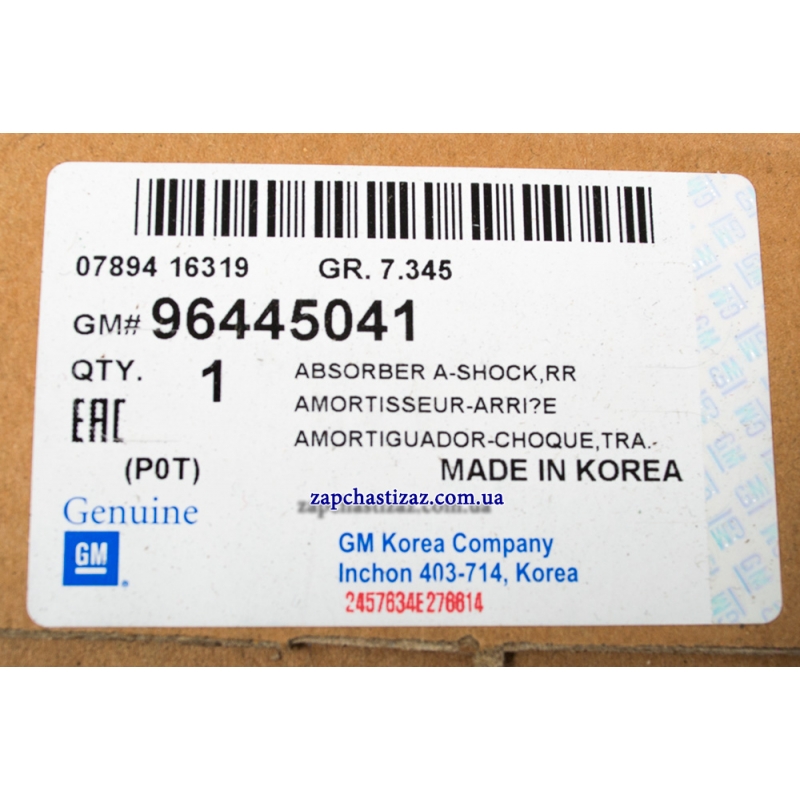 07894 16319 GR. 7.345
GM# 96445041
QTY. 1 ABSORBER A-SHOCK,RR
EAC AMORTISSEUR-ARRI?E
AMORTIGUADOR-CHOQUE,TRA.-
(P0T) MADE IN KOREA
zapchastizaz.com.ua
Genuine
GM
GM Korea Company
Inchon 403-714, Korea
2457634E276614